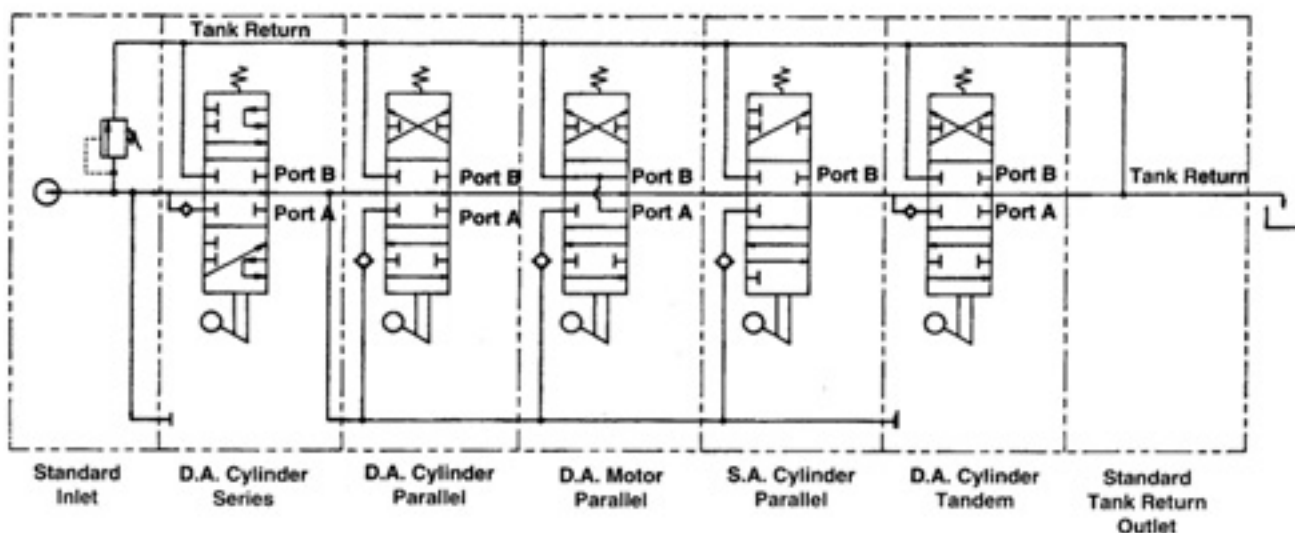 Tank Return
Port B
Port A
Port B
Port A
Port B
Port A
Port B
Port B
Port A
Tank Return
Standard
Inlet
D.A. Cylinder
Series
D.A. Cylinder
Parallel
D.A. Motor
Parallel
S.A. Cylinder
Parallel
D.A. Cylinder
Tandem
Standard
Tank Return
Outlet